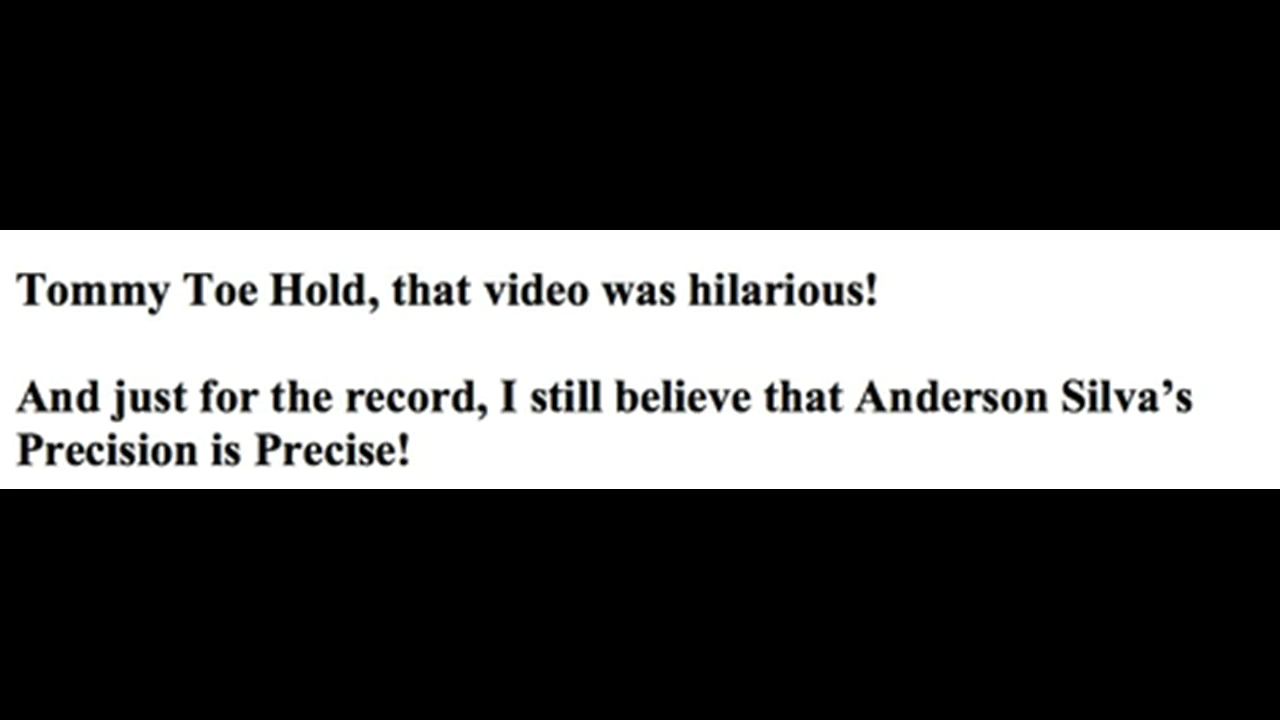 Tommy Toe Hold, that video was hilarious!
And just for the record, I still believe that Anderson Silva’s
Precision is Precise!